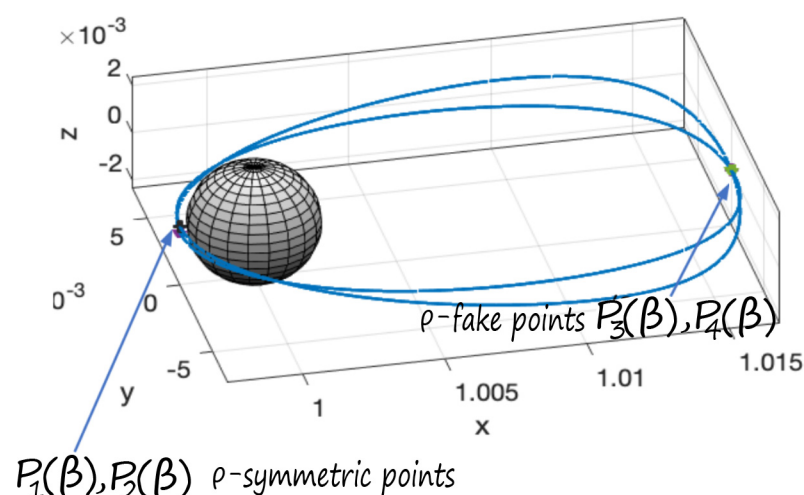 ×10⁻³
2
0
-2
z
5
0⁻³
0
-5
y
1
1.005
1.01
1.015
x
ρ-fake points P₃(β),P₄(β)
P₁(β),P₂(β) ρ-symmetric points